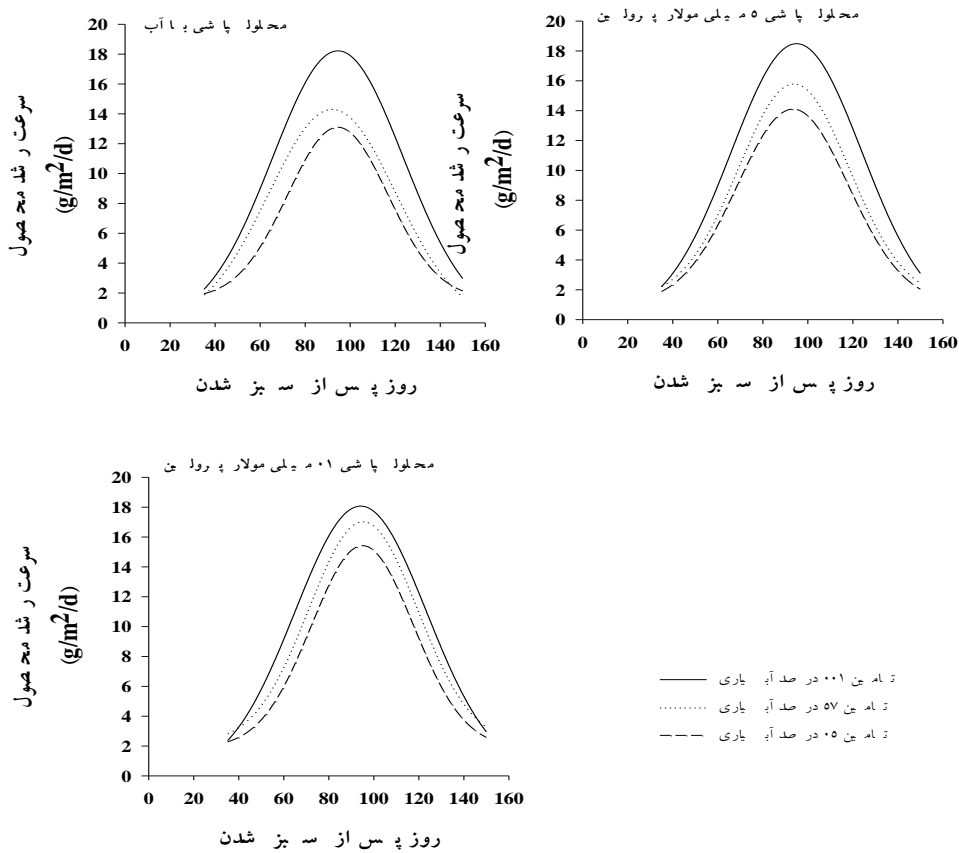 محلول پاشی با آب
سرعت رشد محصول
(g/m²/d)
20
18
16
14
12
10
8
6
4
2
0
0 20 40 60 80 100 120 140 160
روز پس از سبز شدن
محلول پاشی ۵ میلی مولار پرولین
سرعت رشد محصول
(g/m²/d)
20
18
16
14
12
10
8
6
4
2
0
0 20 40 60 80 100 120 140 160
روز پس از سبز شدن
محلول پاشی ۰۱ میلی مولار پرولین
سرعت رشد محصول
(g/m²/d)
20
18
16
14
12
10
8
6
4
2
0
0 20 40 60 80 100 120 140 160
روز پس از سبز شدن
تامین ۰۰۱ درصد آبیاری
تامین ۵۷ درصد آبیاری
تامین ۰۵ درصد آبیاری